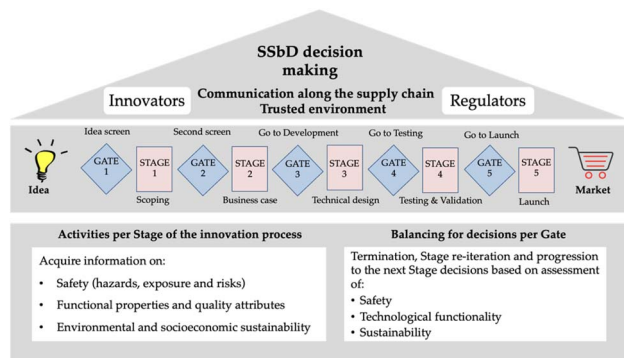 SSbD decision
making
Communication along the supply chain
Innovators
Regulators
Trusted environment
Idea screen
Second screen
Go to Development
Go to Testing
Go to Launch
Idea
GATE
1
STAGE
1
GATE
2
STAGE
2
GATE
3
STAGE
3
GATE
4
STAGE
4
GATE
5
STAGE
5
Market
Scoping
Business case
Technical design
Testing & Validation
Launch
Activities per Stage of the innovation process
Acquire information on:
• Safety (hazards, exposure and risks)
• Functional properties and quality attributes
• Environmental and socioeconomic sustainability
Balancing for decisions per Gate
Termination, Stage re-iteration and progression
to the next Stage decisions based on assessment
of:
• Safety
• Technological functionality
• Sustainability